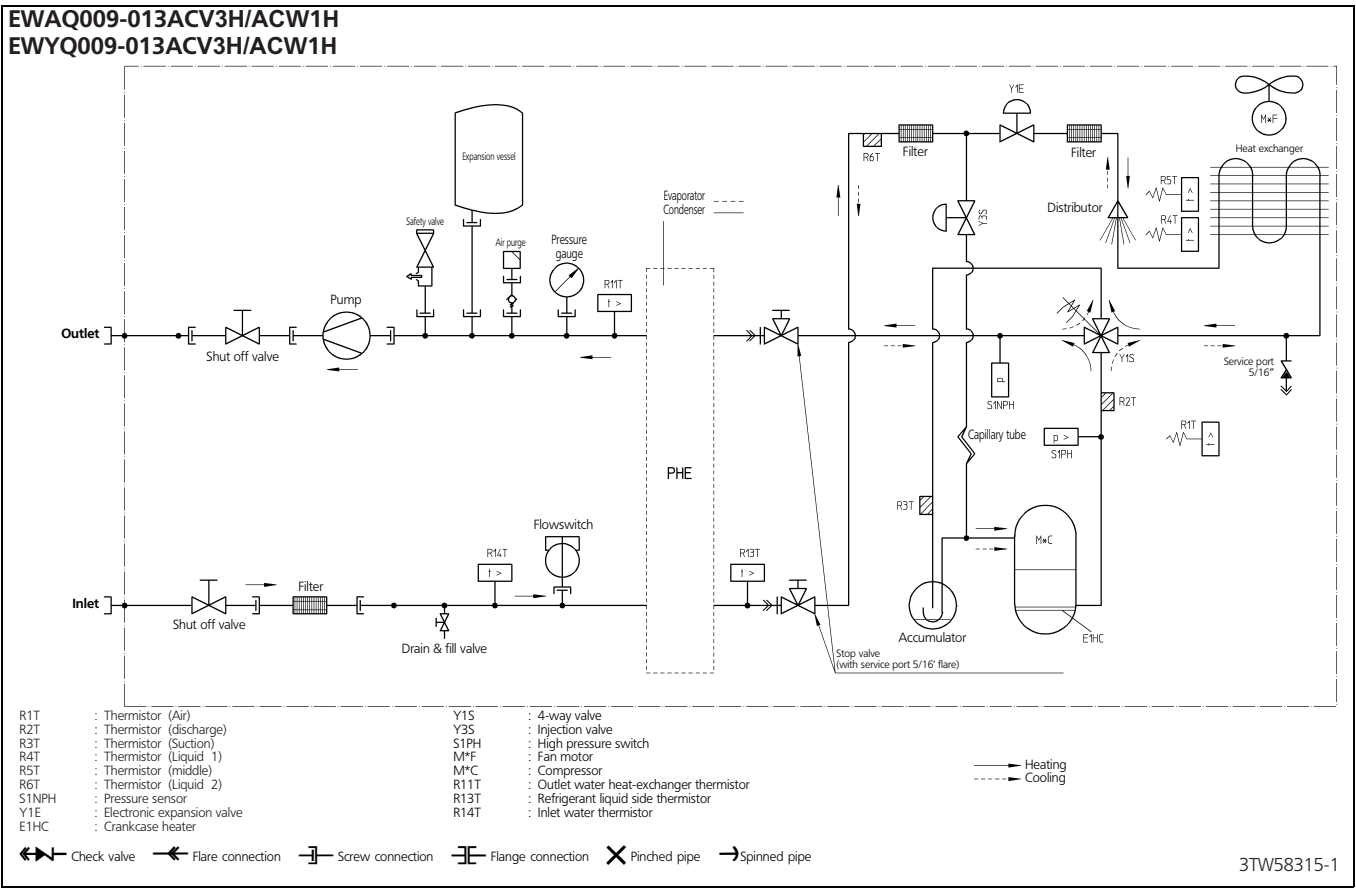 EWAQ009-013ACV3H/ACW1H
EWYQ009-013ACV3H/ACW1H
Y1E
M*F
Heat exchanger
Expansion vessel
R6T
Filter
Filter
R5T
t >
Evaporator
Condenser
Distributor
R4T
t >
Safety valve
Air purge
Pressure
gauge
Y3S
R11T
t >
Pump
Outlet
Shut off valve
Y1S
Service port
5/16"
S1NPH
p
R2T
Capillary tube
p >
S1PH
R1T
t >
PHE
R3T
Flowswitch
M*C
R14T
t >
R13T
t >
Filter
Inlet
Shut off valve
Drain & fill valve
Accumulator
E1HC
Stop valve
(with service port 5/16' flare)
R1T : Thermistor (Air)
R2T : Thermistor (discharge)
R3T : Thermistor (Suction)
R4T : Thermistor (Liquid 1)
R5T : Thermistor (middle)
R6T : Thermistor (Liquid 2)
S1NPH : Pressure sensor
Y1E : Electronic expansion valve
E1HC : Crankcase heater
Y1S : 4-way valve
Y3S : Injection valve
S1PH : High pressure switch
M*F : Fan motor
M*C : Compressor
R11T : Outlet water heat-exchanger thermistor
R13T : Refrigerant liquid side thermistor
R14T : Inlet water thermistor
Heating
Cooling
Check valve
Flare connection
Screw connection
Flange connection
Pinched pipe
Spinned pipe
3TW58315-1